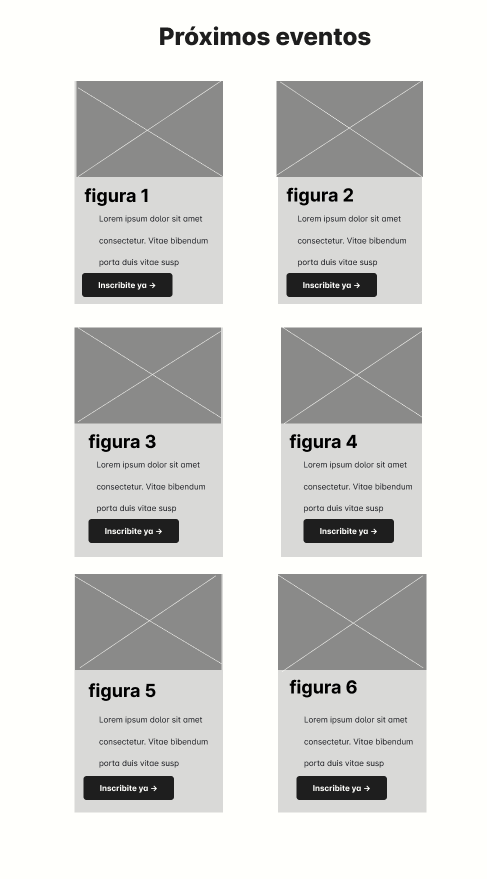 Próximos eventos
figura 1
Lorem ipsum dolor sit amet
consectetur. Vitae bibendum
porta duis vitae susp
Inscribite ya →
figura 2
Lorem ipsum dolor sit amet
consectetur. Vitae bibendum
porta duis vitae susp
Inscribite ya →
figura 3
Lorem ipsum dolor sit amet
consectetur. Vitae bibendum
porta duis vitae susp
Inscribite ya →
figura 4
Lorem ipsum dolor sit amet
consectetur. Vitae bibendum
porta duis vitae susp
Inscribite ya →
figura 5
Lorem ipsum dolor sit amet
consectetur. Vitae bibendum
porta duis vitae susp
Inscribite ya →
figura 6
Lorem ipsum dolor sit amet
consectetur. Vitae bibendum
porta duis vitae susp
Inscribite ya →